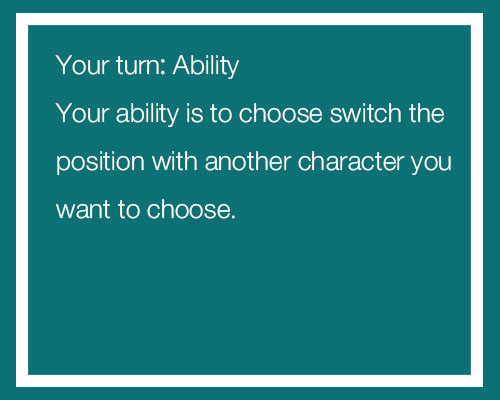 Your turn: Ability
Your ability is to choose switch the
position with another character you
want to choose.